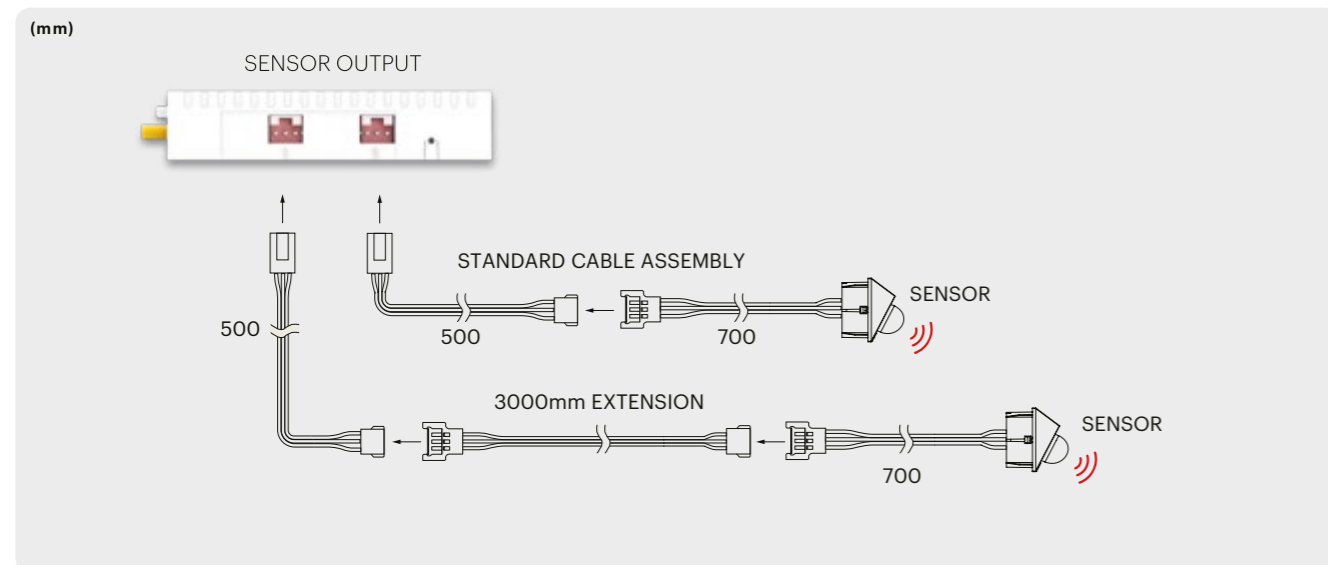 (mm)
SENSOR OUTPUT
STANDARD CABLE ASSEMBLY
SENSOR
500
500
700
3000mm EXTENSION
SENSOR
700